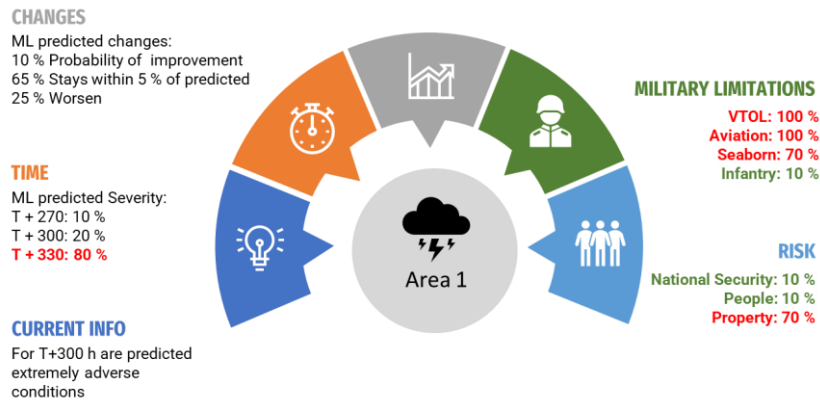 CHANGES
ML predicted changes:
10 % Probability of improvement
65 % Stays within 5 % of predicted
25 % Worsen
TIME
ML predicted Severity:
T + 270: 10 %
T + 300: 20 %
T + 330: 80 %
CURRENT INFO
For T+300 h are predicted
extremely adverse
conditions
Area 1
MILITARY LIMITATIONS
VTOL: 100 %
Aviation: 100 %
Seaborn: 70 %
Infantry: 10 %
RISK
National Security: 10 %
People: 10 %
Property: 70 %